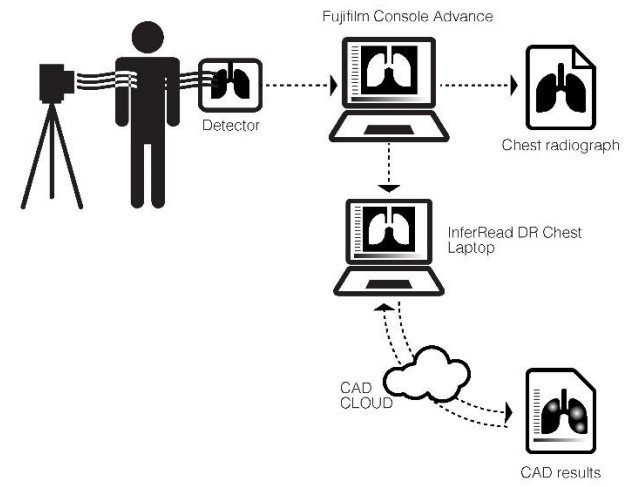 Fujifilm Console Advance
Detector
Chest radiograph
InferRead DR Chest
Laptop
CAD
CLOUD
CAD results